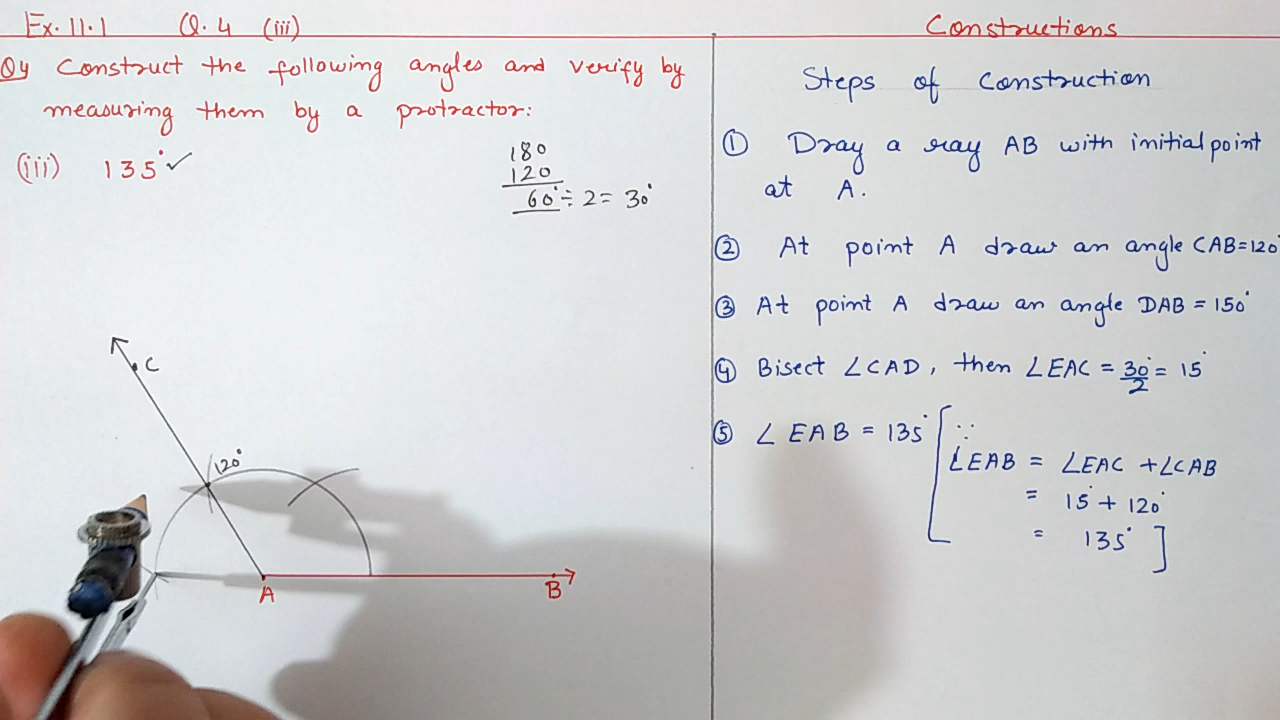 Ex. 11.1 Q. 4 (iii)
Q4 Construct the following angles and verify by
measuring them by a protractor:
(iii) 135° ✓
180
120
60° ÷ 2 = 30°
C
120°
A
B
Constructions
Steps of Construction
① Dray a ray AB with initial point
at A.
② At point A draw an angle CAB=120°
③ At point A draw an angle DAB = 150°
④ Bisect ∠CAD, then ∠EAC = 30°/2 = 15°
⑤ ∠EAB = 135° [∵
∠EAB = ∠EAC + ∠CAB
= 15° + 120°
= 135° ]